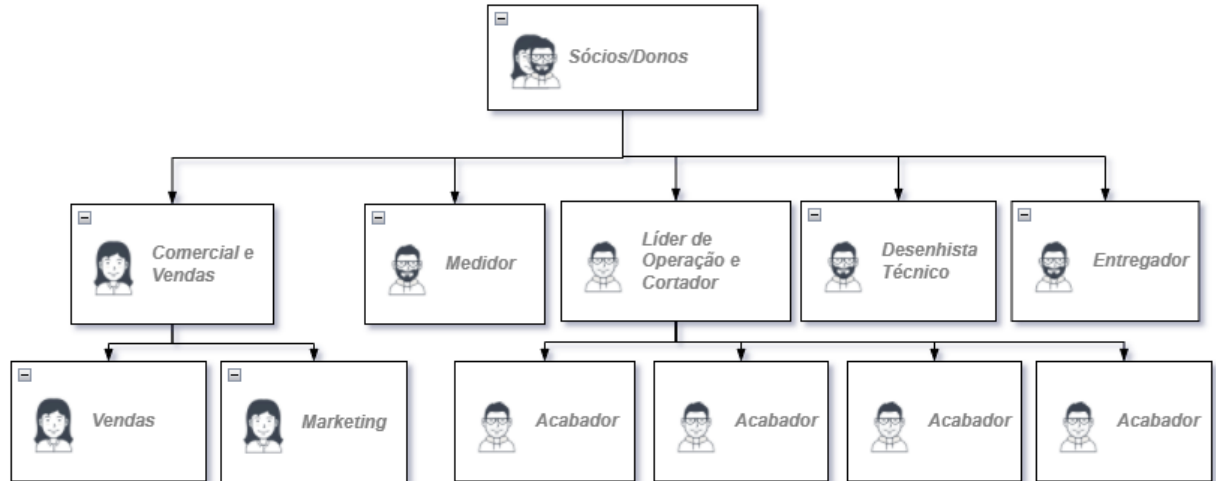 Sócios/Donos
Comercial e
Vendas
Medidor
Líder de
Operação e
Cortador
Desenhista
Técnico
Entregador
Vendas
Marketing
Acabador
Acabador
Acabador
Acabador